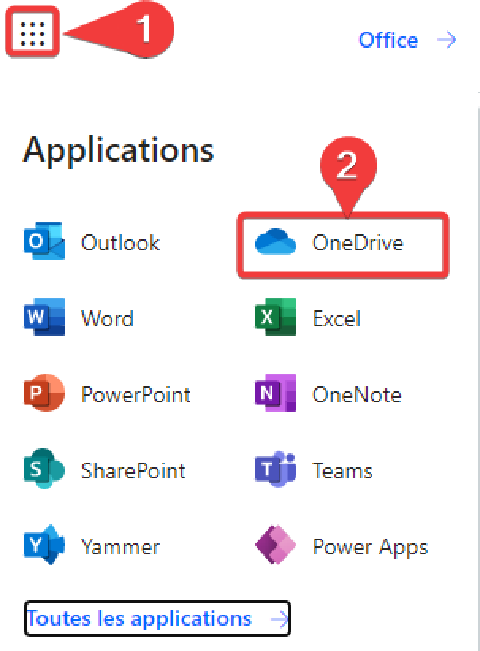 1
Office →
Applications
2
O Outlook
OneDrive
W Word
X Excel
P PowerPoint
N OneNote
S SharePoint
T Teams
Y Yammer
Power Apps
Toutes les applications →